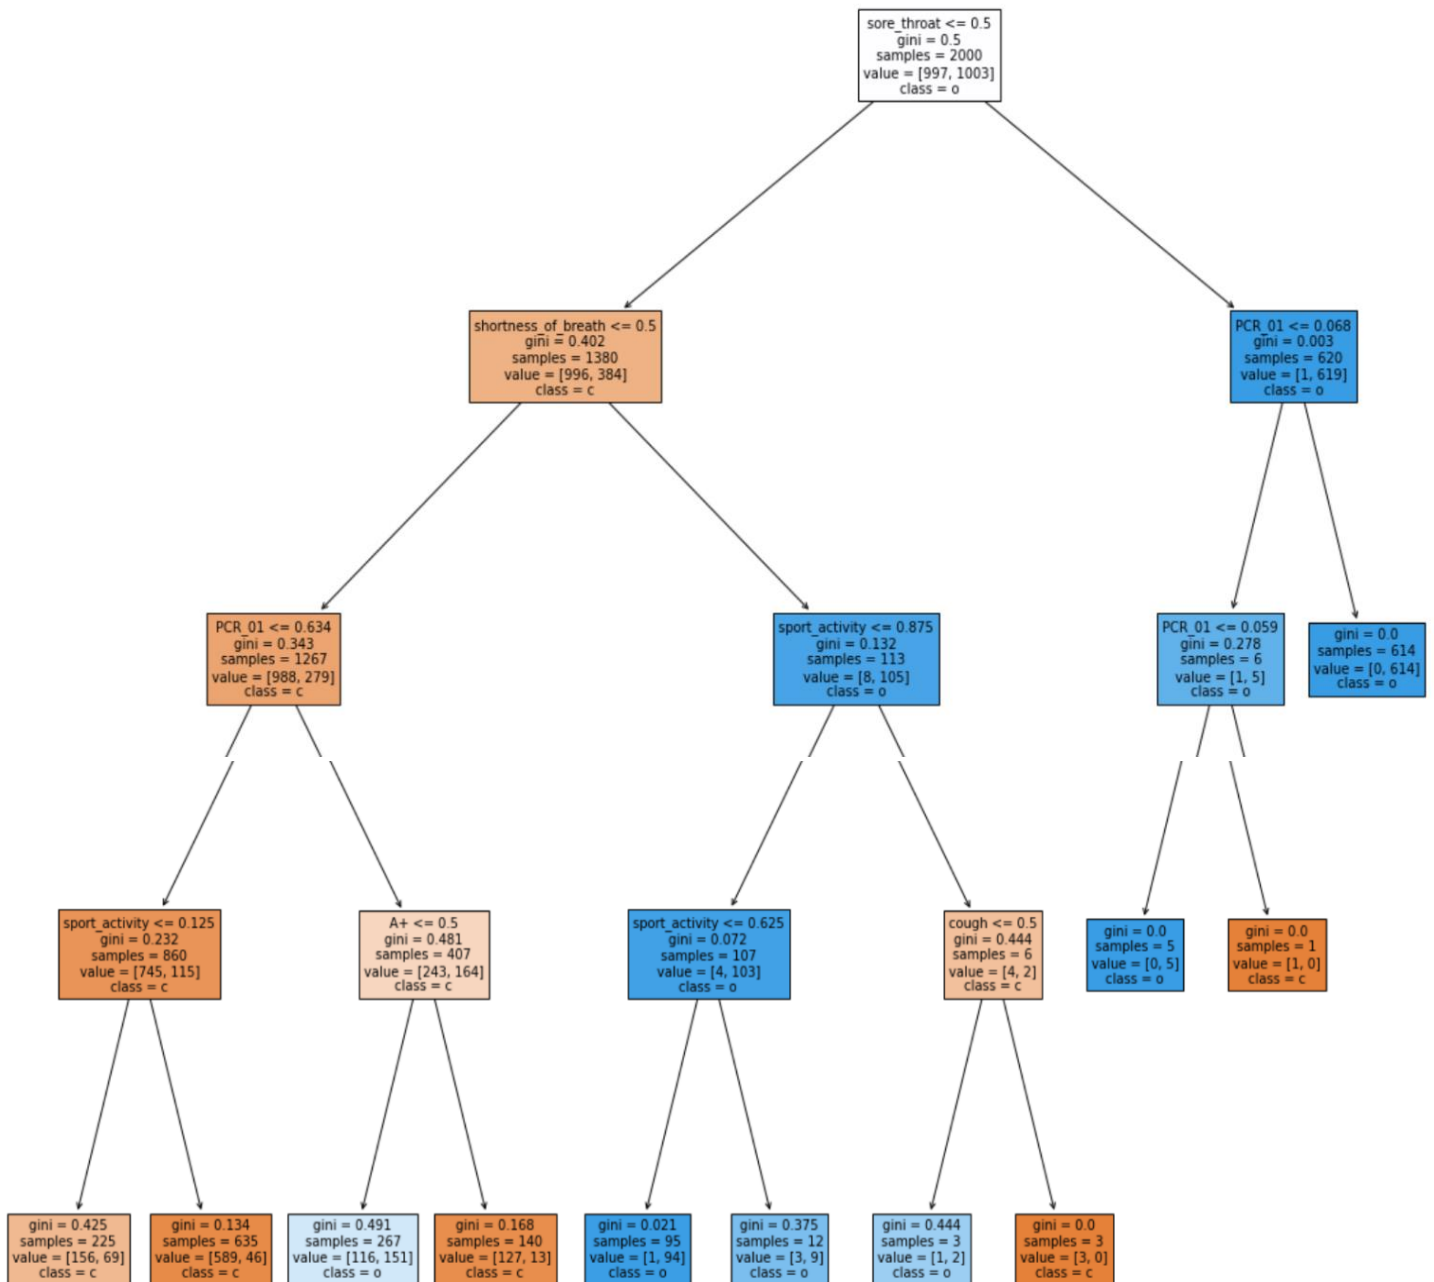 sore_throat <= 0.5
gini = 0.5
samples = 2000
value = [997, 1003]
class = o
shortness_of_breath <= 0.5
gini = 0.402
samples = 1380
value = [996, 384]
class = c
PCR_01 <= 0.068
gini = 0.003
samples = 620
value = [1, 619]
class = o
PCR_01 <= 0.634
gini = 0.343
samples = 1267
value = [988, 279]
class = c
sport_activity <= 0.875
gini = 0.132
samples = 113
value = [8, 105]
class = o
PCR_01 <= 0.059
gini = 0.278
samples = 6
value = [1, 5]
class = o
gini = 0.0
samples = 614
value = [0, 614]
class = o
sport_activity <= 0.125
gini = 0.232
samples = 860
value = [745, 115]
class = c
A+ <= 0.5
gini = 0.481
samples = 407
value = [243, 164]
class = c
sport_activity <= 0.625
gini = 0.072
samples = 107
value = [4, 103]
class = o
cough <= 0.5
gini = 0.444
samples = 6
value = [4, 2]
class = c
gini = 0.0
samples = 5
value = [0, 5]
class = o
gini = 0.0
samples = 1
value = [1, 0]
class = c
gini = 0.425
samples = 225
value = [156, 69]
class = c
gini = 0.134
samples = 635
value = [589, 46]
class = c
gini = 0.491
samples = 267
value = [116, 151]
class = o
gini = 0.168
samples = 140
value = [127, 13]
class = c
gini = 0.021
samples = 95
value = [1, 94]
class = o
gini = 0.375
samples = 12
value = [3, 9]
class = o
gini = 0.444
samples = 3
value = [1, 2]
class = o
gini = 0.0
samples = 3
value = [3, 0]
class = c